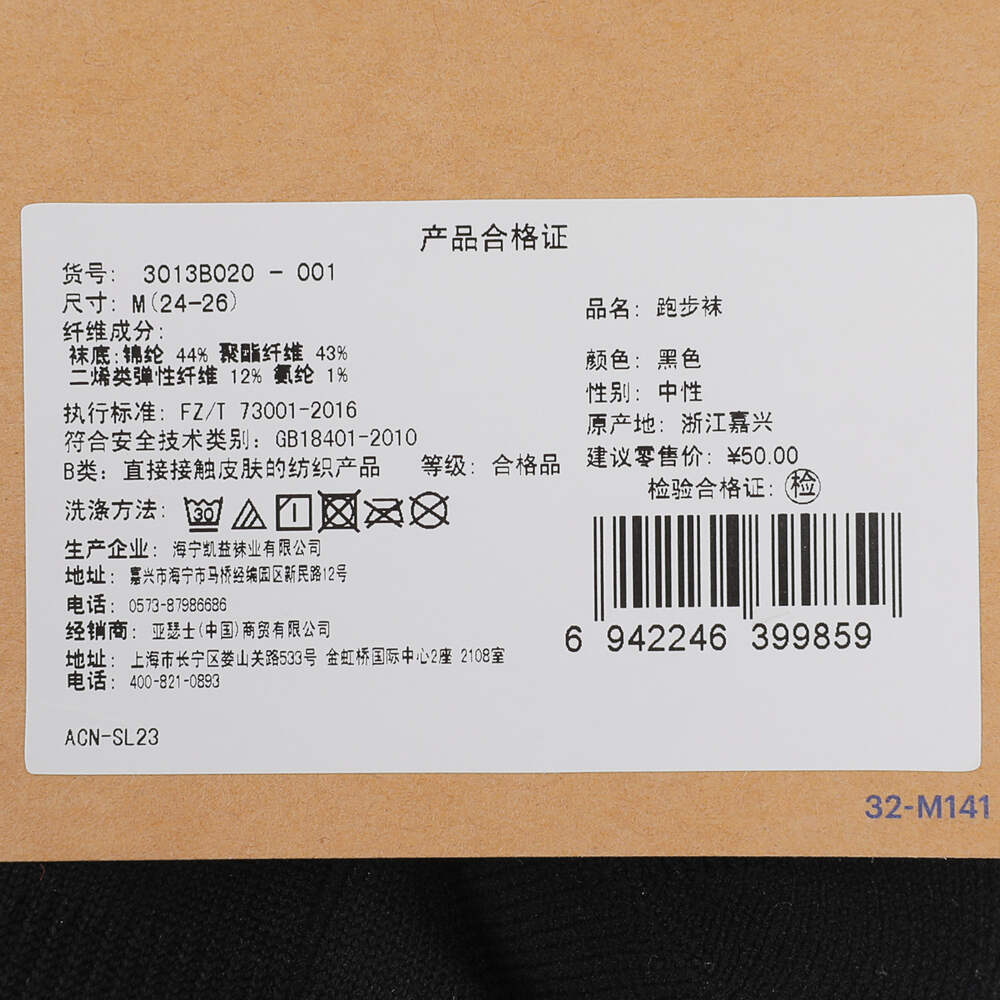 产品合格证
货号: 3013B020 - 001
尺寸: M(24-26)
纤维成分:
袜底:锦纶 44% 聚酯纤维 43%
二烯类弹性纤维 12% 氨纶 1%
执行标准: FZ/T 73001-2016
符合安全技术类别: GB18401-2010
B类: 直接接触皮肤的纺织产品 等级: 合格品
洗涤方法: 30
生产企业: 海宁凯益袜业有限公司
地址: 嘉兴市海宁市马桥经编园区新民路12号
电话: 0573-87986686
经销商: 亚瑟士(中国)商贸有限公司
地址: 上海市长宁区娄山关路533号 金虹桥国际中心2座 2108室
电话: 400-821-0893
ACN-SL23
品名: 跑步袜
颜色: 黑色
性别: 中性
原产地: 浙江嘉兴
建议零售价: ¥50.00
检验合格证: 检
6 942246 399859
32-M141